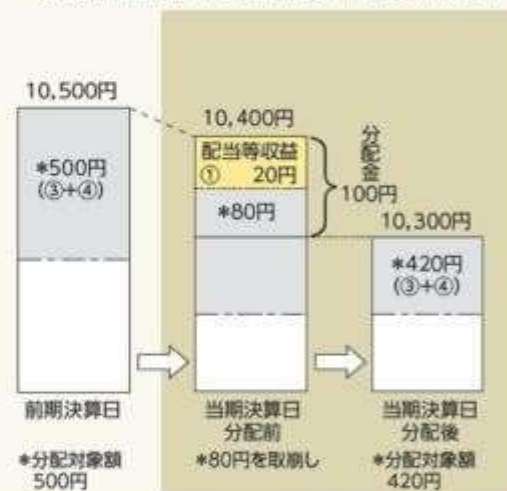 10,500円
*500円
(③+④)
前期決算日
*分配対象額
500円
10,400円
配当等収益
① 20円
*80円
分配金
100円
当期決算日
分配前
*80円を取崩し
10,300円
*420円
(③+④)
当期決算日
分配後
*分配対象額
420円